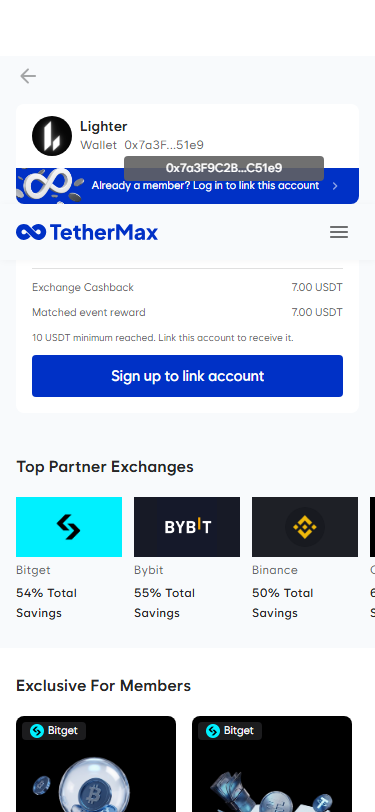 Lighter
Wallet 0x7a3F...51e9
0x7a3F9C2B...C51e9
Already a member? Log in to link this account
TetherMax
Exchange Cashback 7.00 USDT
Matched event reward 7.00 USDT
10 USDT minimum reached. Link this account to receive it.
Sign up to link account
Top Partner Exchanges
BYBIT
Bitget Bybit Binance
54% Total 55% Total 50% Total
Savings Savings Savings
Exclusive For Members
Bitget Bitget